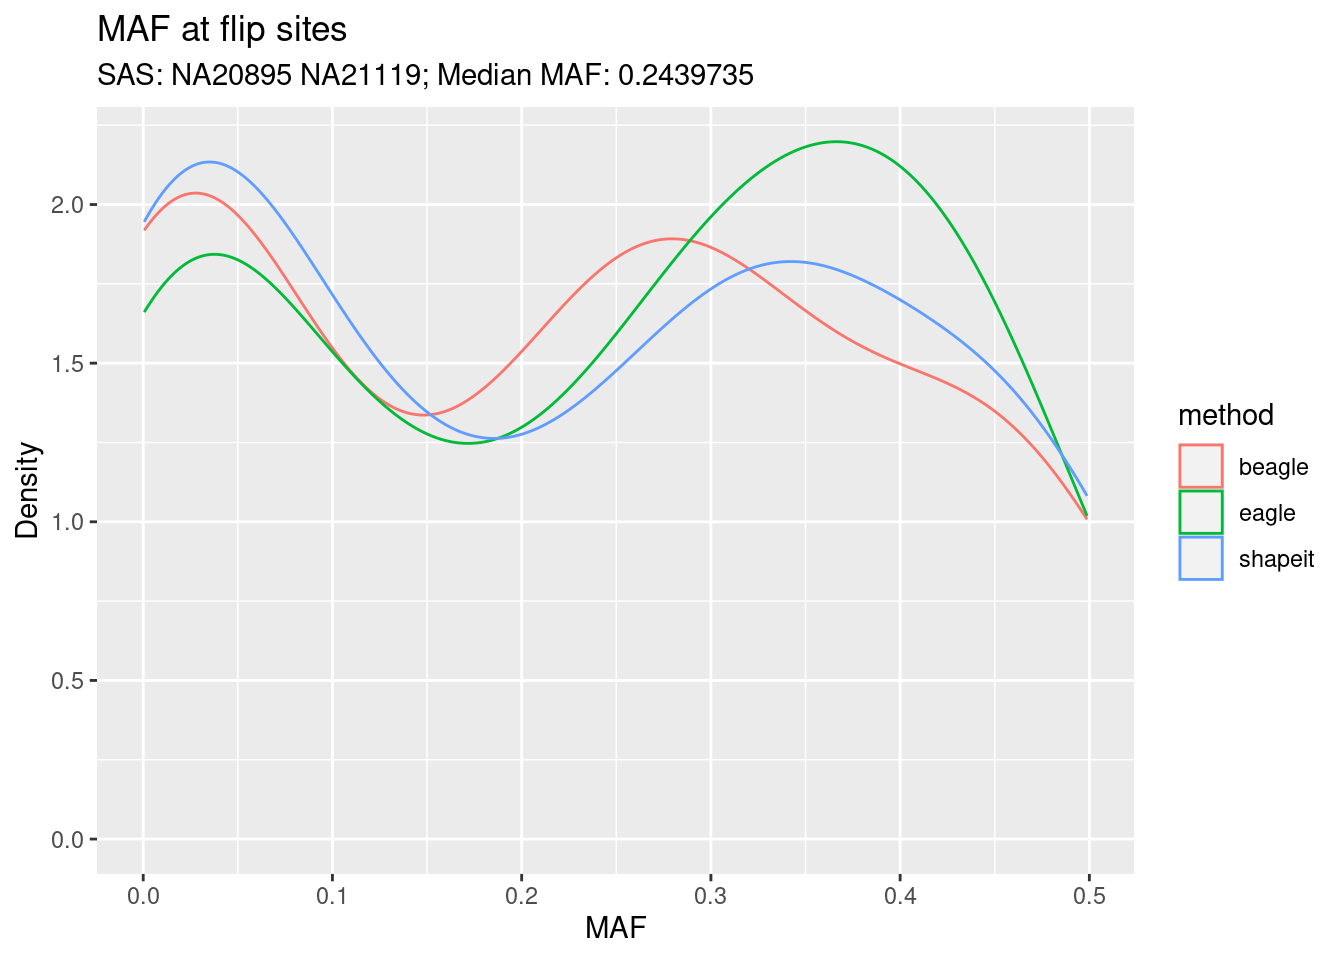 MAF at flip sites
SAS: NA20895 NA21119; Median MAF: 0.2439735
Density
2.0
1.5
1.0
0.5
0.0
0.0 0.1 0.2 0.3 0.4 0.5
MAF
method
beagle
eagle
shapeit